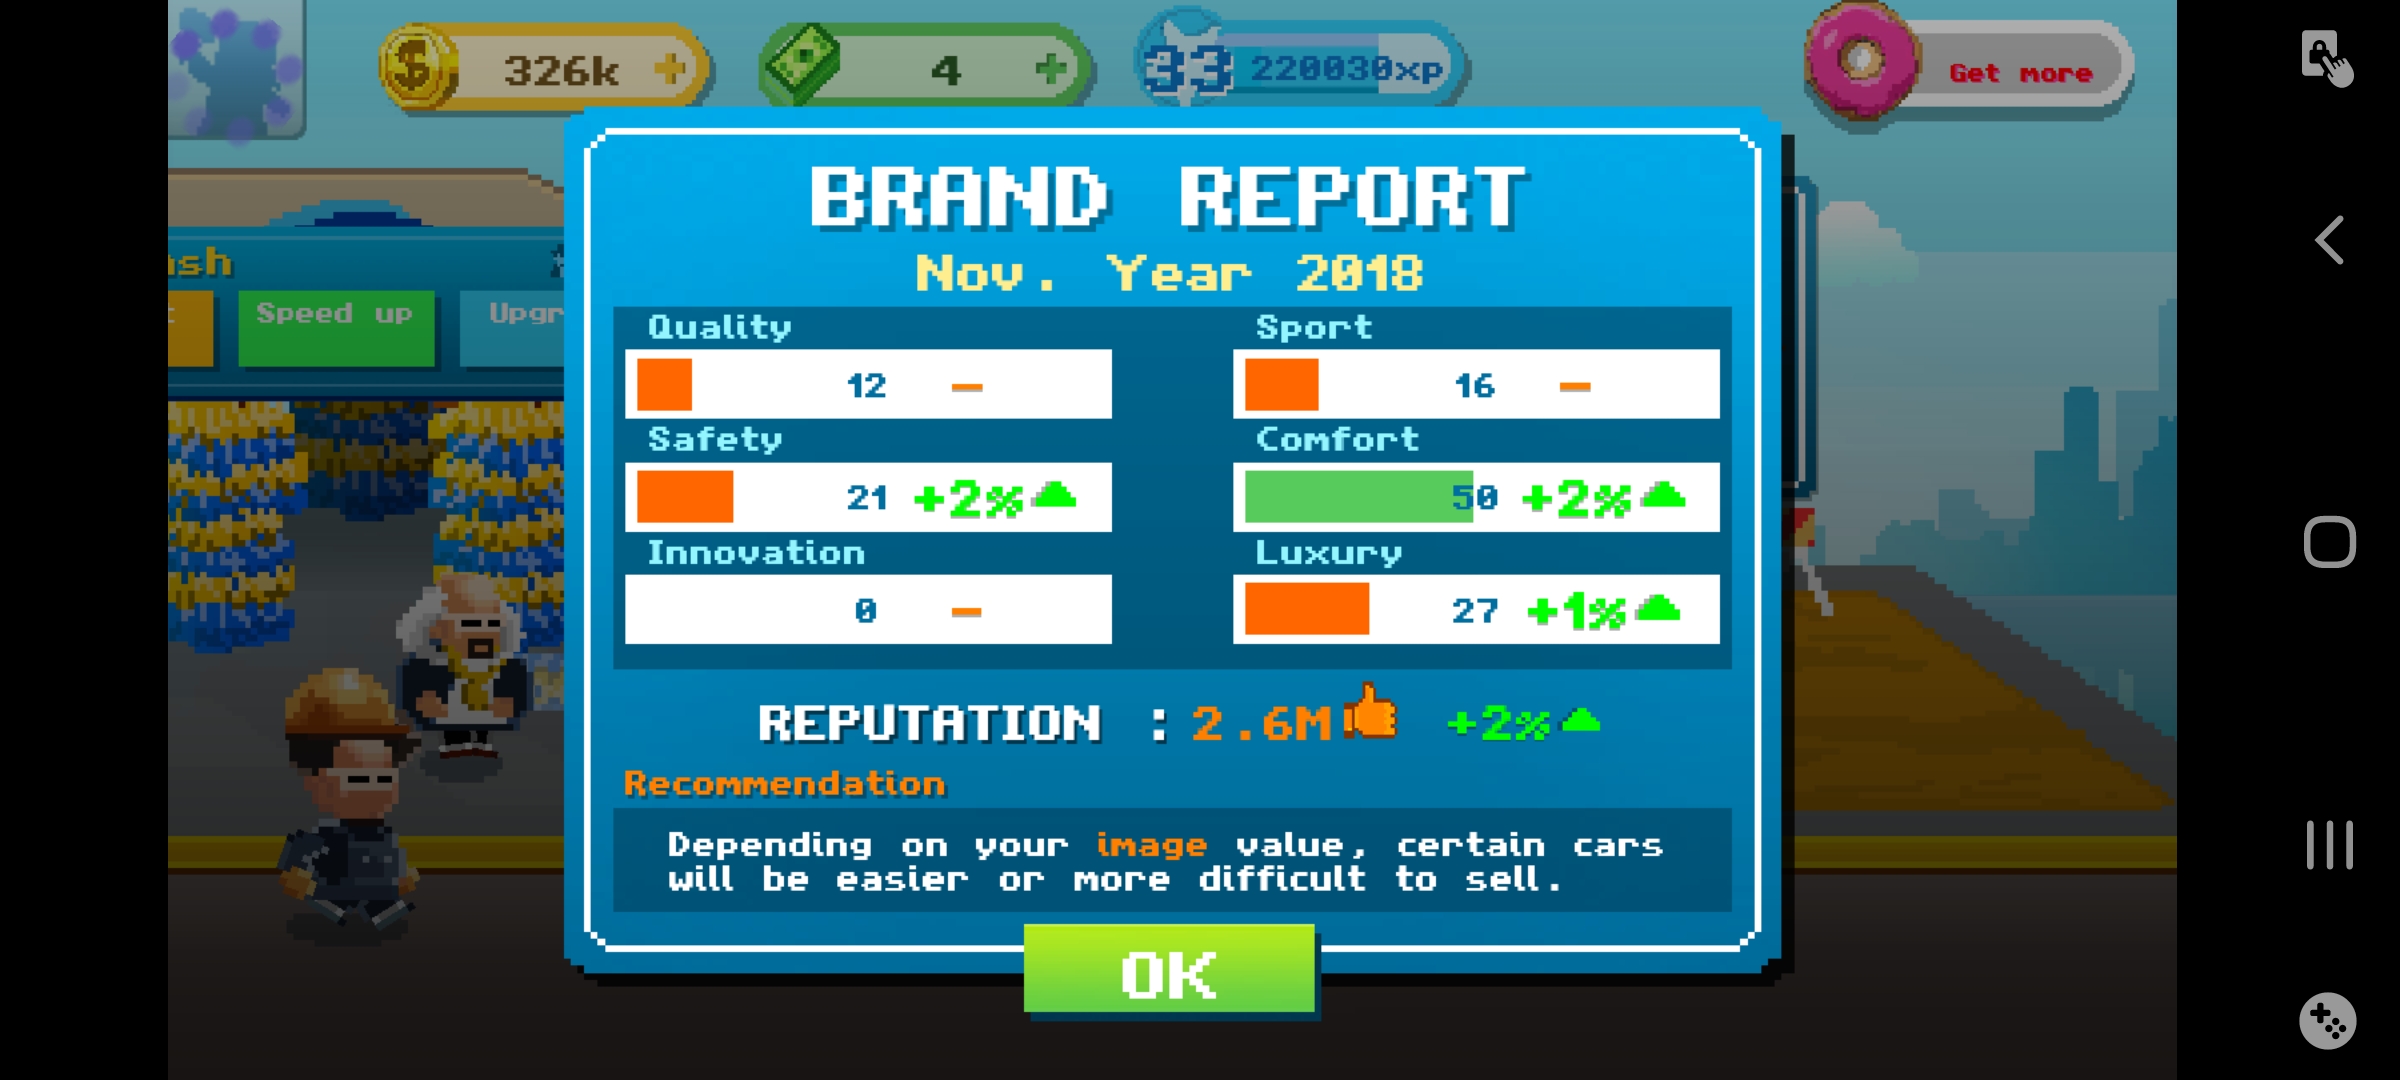 326k +
4 +
33 220030xp
Get more
BRAND REPORT
Nov. Year 2018
Speed up
Quality
Sport
12 -
16 -
Safety
Comfort
21 +2%
50 +2%
Innovation
Luxury
0 -
27 +1%
REPUTATION : 2.6M +2%
Recommendation
Depending on your image value, certain cars
will be easier or more difficult to sell.
OK